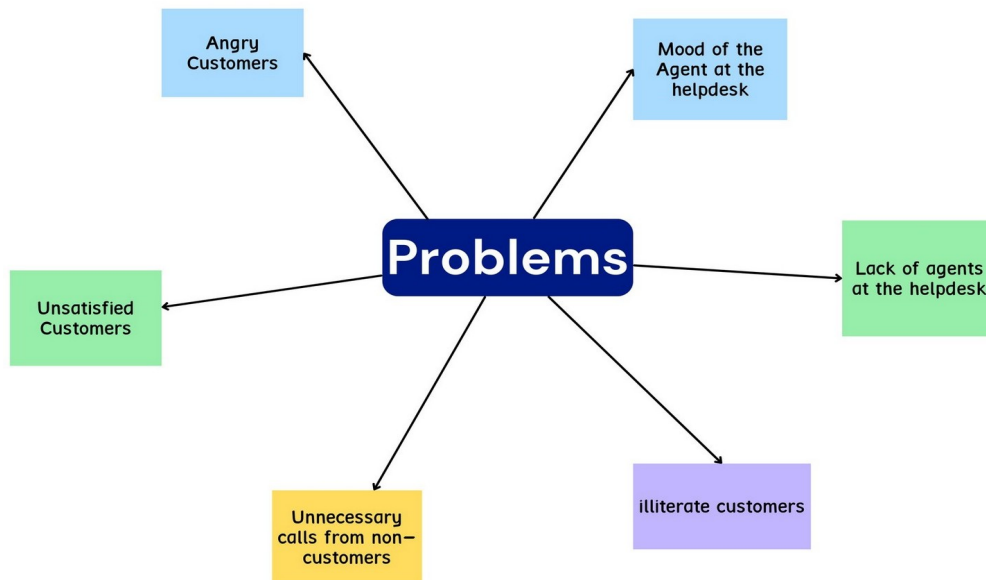 Angry
Customers
Mood of the
Agent at the
helpdesk
Problems
Lack of agents
at the helpdesk
Unsatisfied
Customers
illiterate customers
Unnecessary
calls from non-
customers